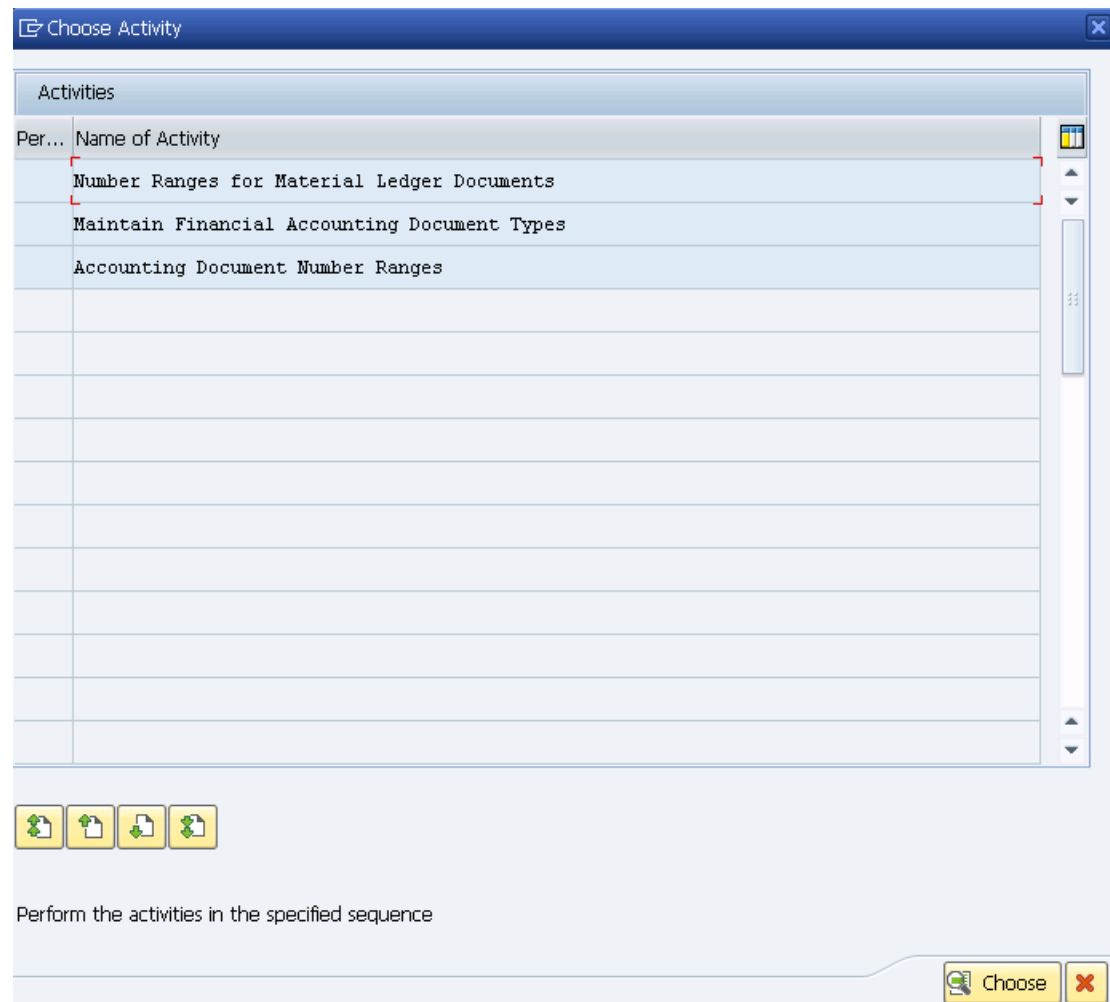 Choose Activity
Activities
Per... Name of Activity
Number Ranges for Material Ledger Documents
Maintain Financial Accounting Document Types
Accounting Document Number Ranges
Perform the activities in the specified sequence
Choose